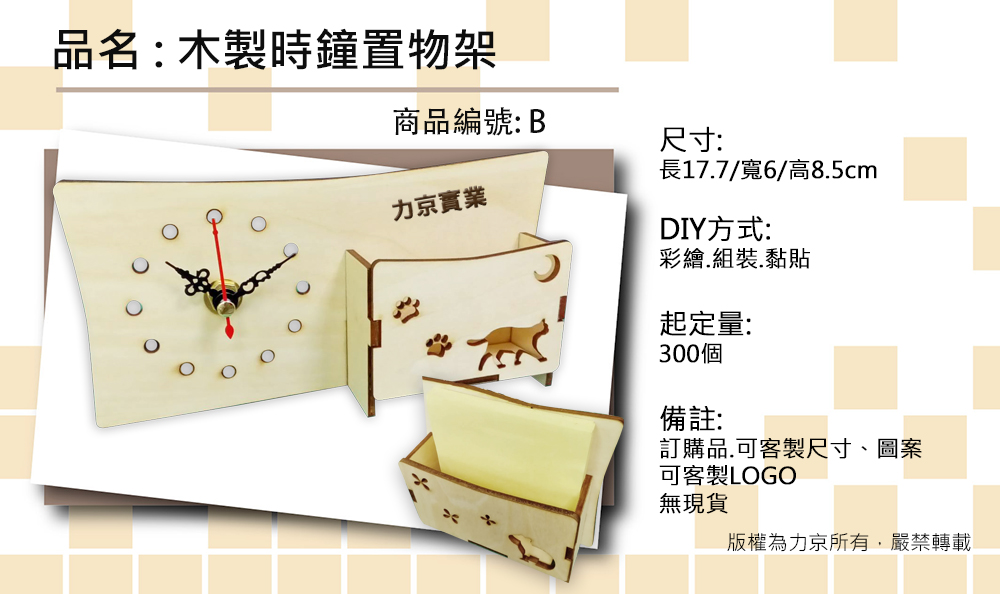 品名 : 木製時鐘置物架
商品編號: B
力京實業
尺寸:
長17.7/寬6/高8.5cm
DIY方式:
彩繪.組裝.黏貼
起定量:
300個
備註:
訂購品.可客製尺寸、圖案
可客製LOGO
無現貨
版權為力京所有，嚴禁轉載